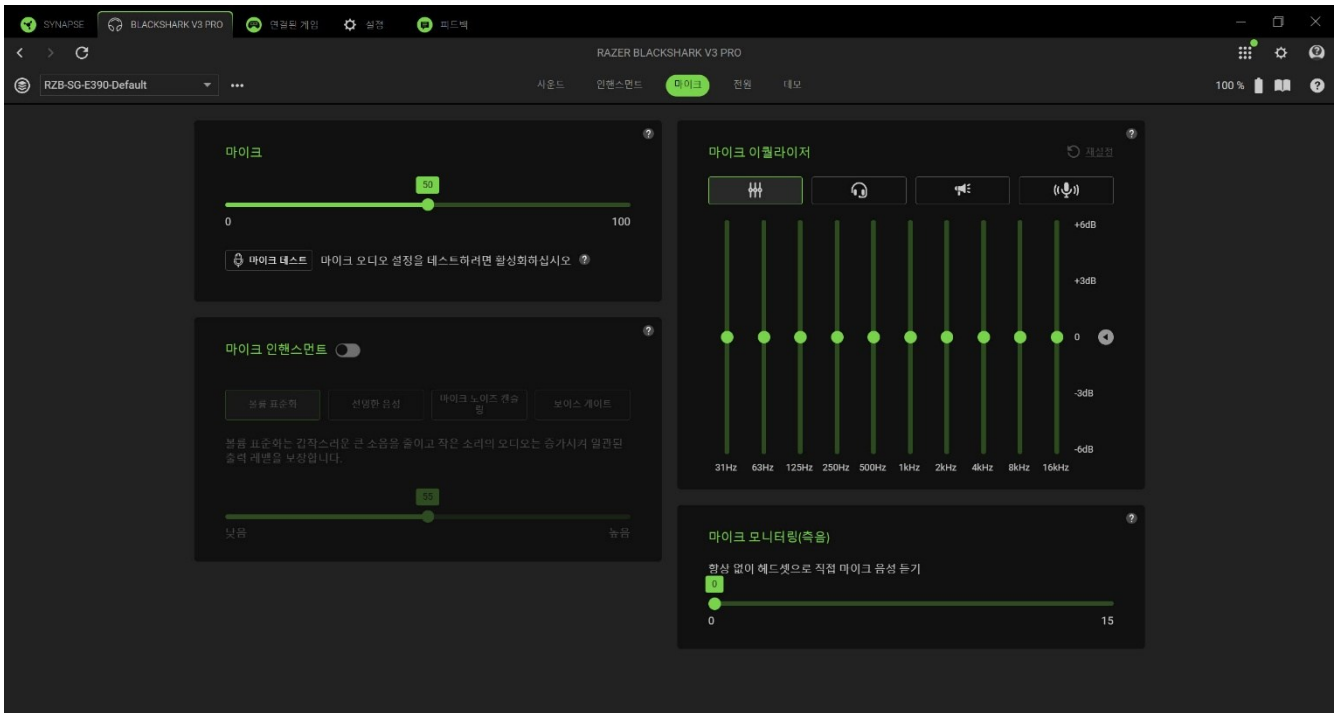 SYNAPSE
BLACKSHARK V3 PRO
연결된 게임
설정
피드백
RAZER BLACKSHARK V3 PRO
RZB-SG-E390-Default
사운드
인핸스먼트
마이크
전원
데모
100 %
마이크
50
0
100
마이크 테스트
마이크 오디오 설정을 테스트하려면 활성화하십시오
마이크 인핸스먼트
볼륨 표준화
선명한 음성
마이크 노이즈 캔슬
링
보이스 게이트
볼륨 표준화는 갑작스러운 큰 소음을 줄이고 작은 소리의 오디오는 증가시켜 일관된
출력 레벨을 보장합니다.
55
낮음
높음
마이크 이퀄라이저
재설정
+6dB
+3dB
0
-3dB
-6dB
31Hz 63Hz 125Hz 250Hz 500Hz 1kHz 2kHz 4kHz 8kHz 16kHz
마이크 모니터링(측음)
향상 없이 헤드셋으로 직접 마이크 음성 듣기
0
0
15